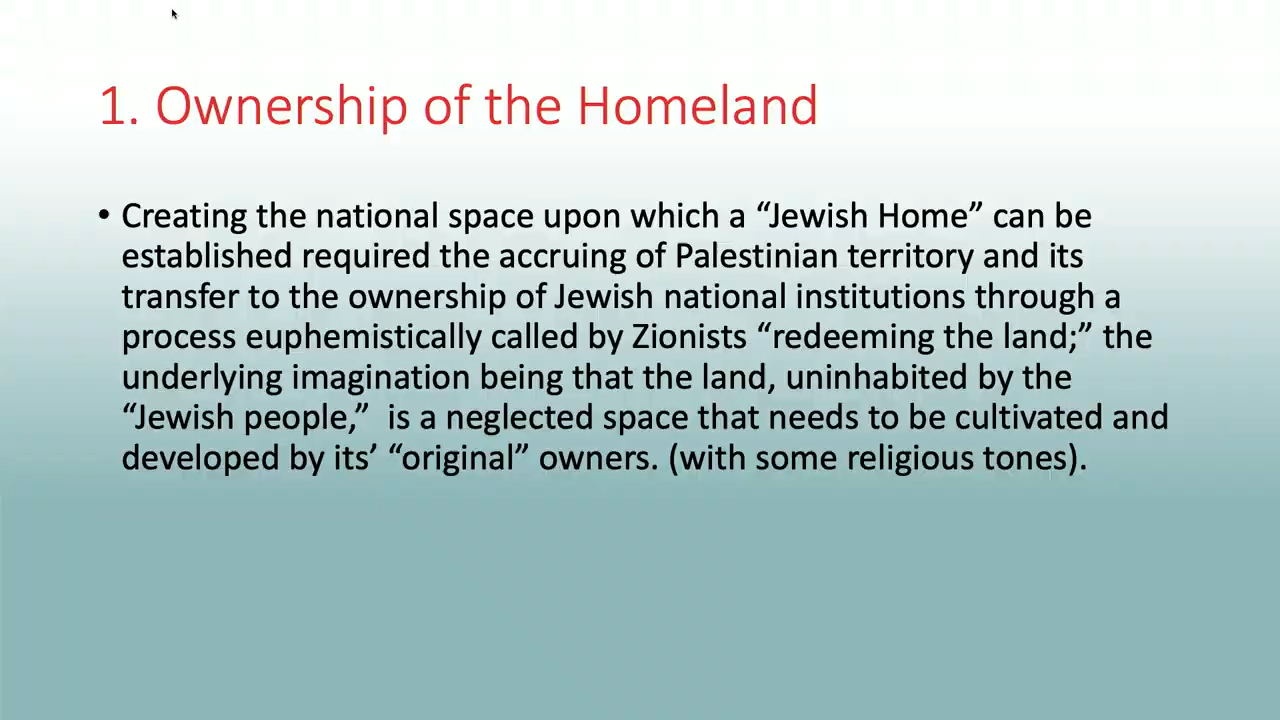 1. Ownership of the Homeland
• Creating the national space upon which a “Jewish Home” can be
established required the accruing of Palestinian territory and its
transfer to the ownership of Jewish national institutions through a
process euphemistically called by Zionists “redeeming the land;” the
underlying imagination being that the land, uninhabited by the
“Jewish people,”  is a neglected space that needs to be cultivated and
developed by its’ “original” owners. (with some religious tones).